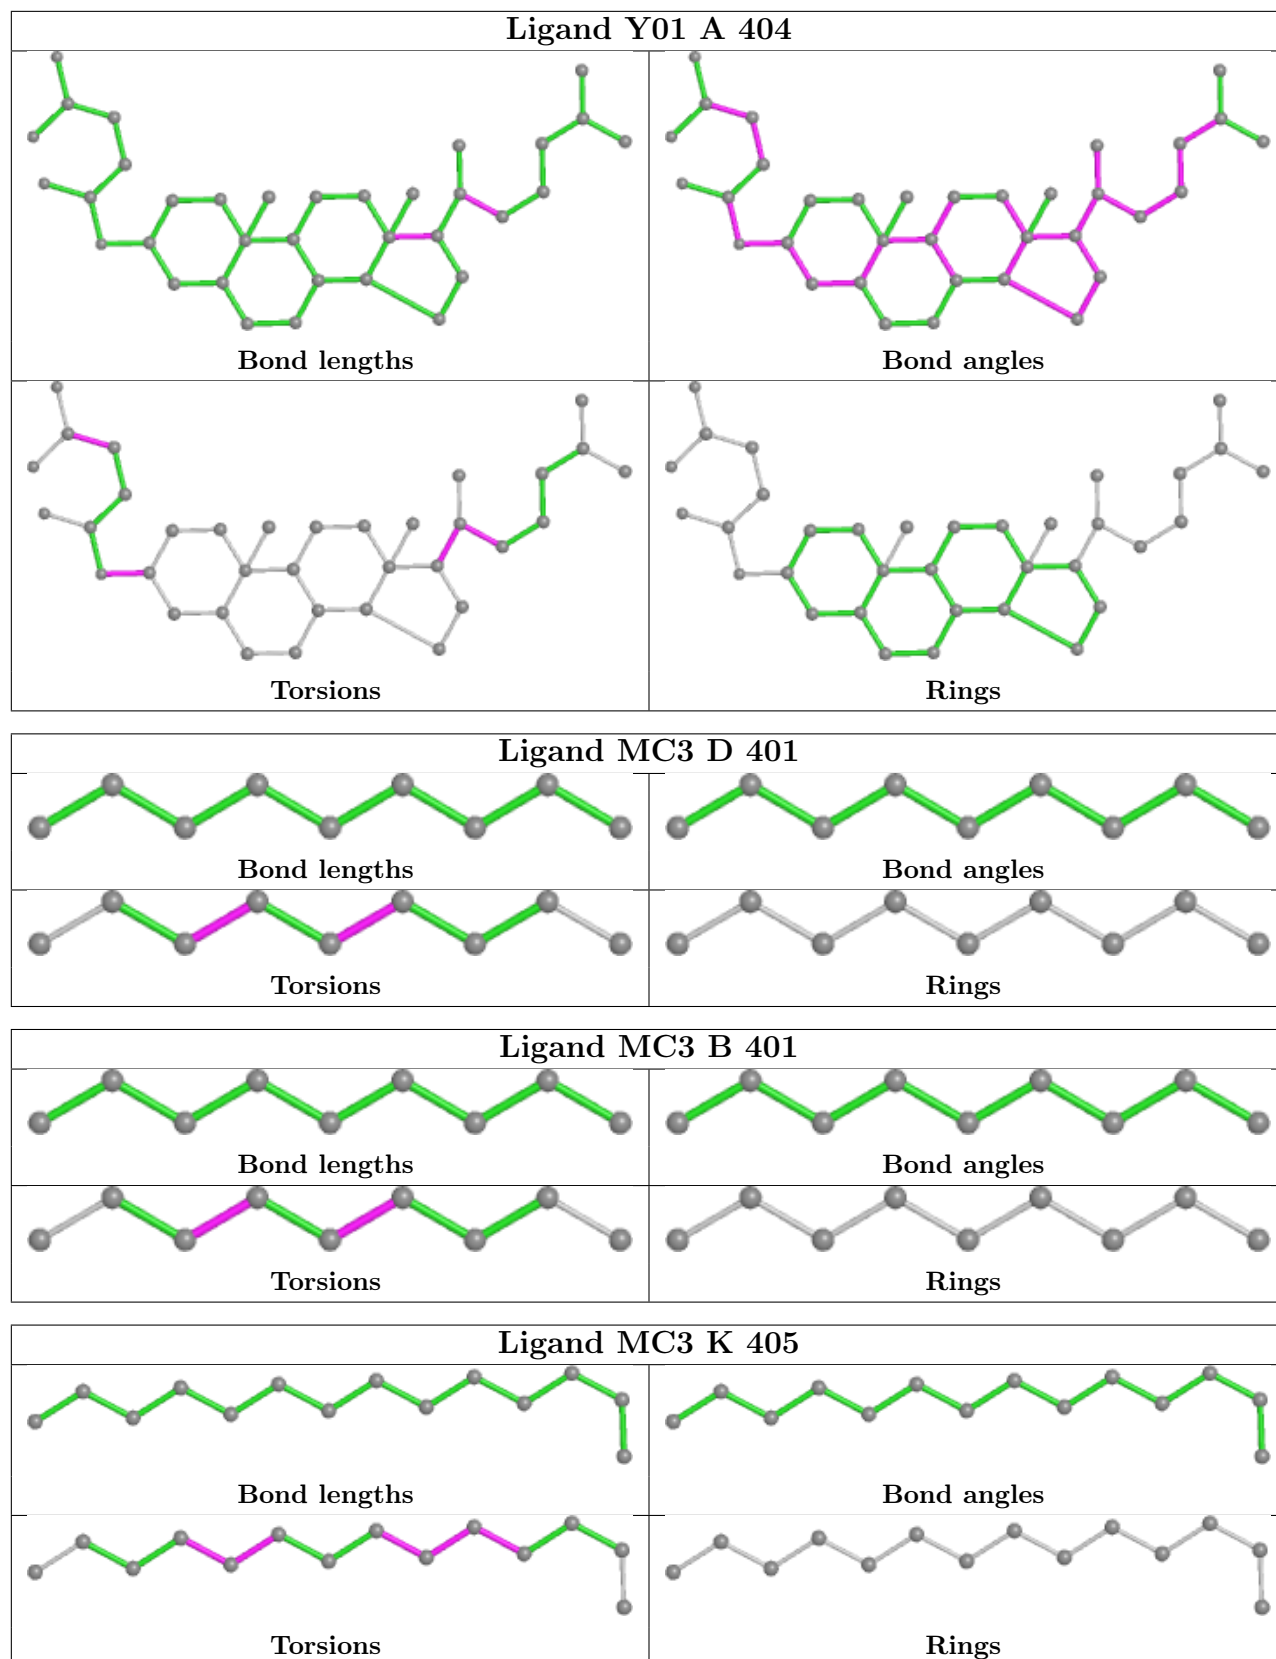 Ligand Y01 A 404
Bond lengths
Bond angles
Torsions
Rings
Ligand MC3 D 401
Bond lengths
Bond angles
Torsions
Rings
Ligand MC3 B 401
Bond lengths
Bond angles
Torsions
Rings
Ligand MC3 K 405
Bond lengths
Bond angles
Torsions
Rings